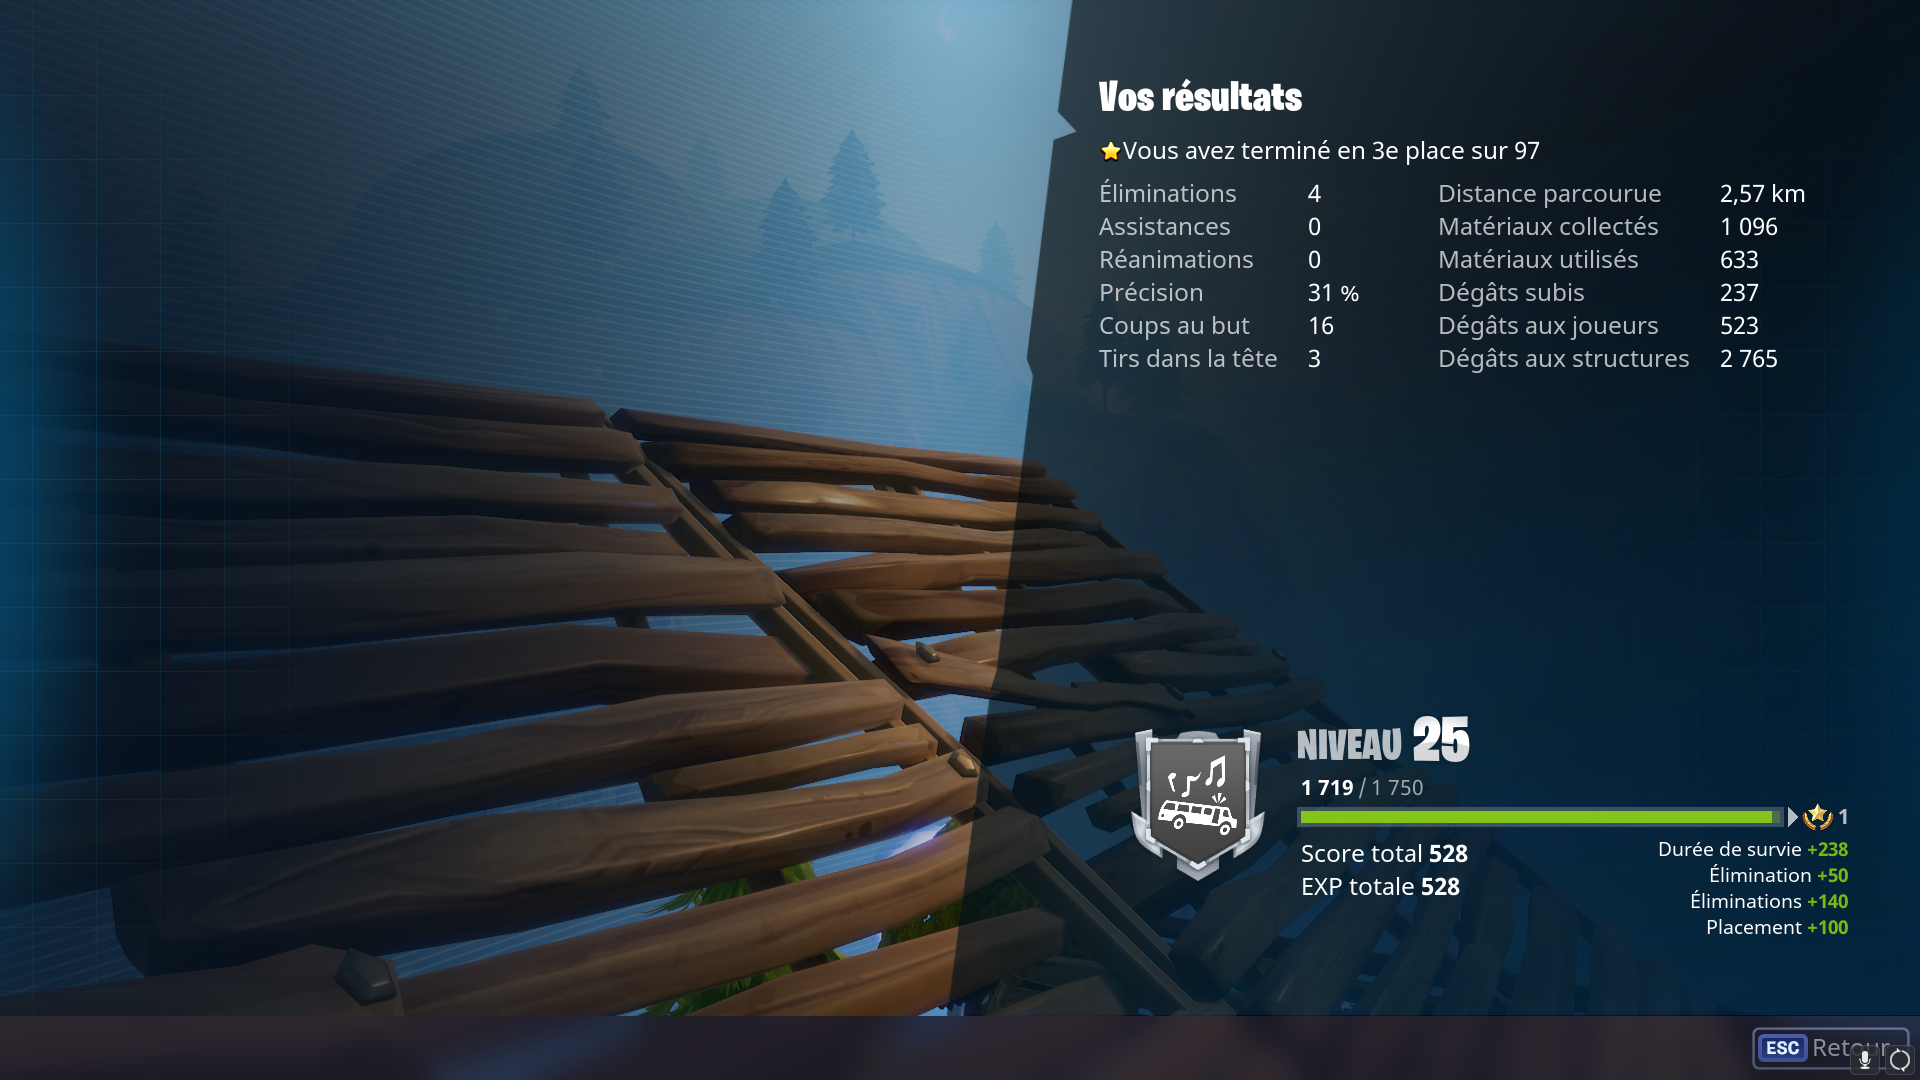 Vos résultats
Vous avez terminé en 3e place sur 97
Éliminations 4 Distance parcourue 2,57 km
Assistances 0 Matériaux collectés 1 096
Réanimations 0 Matériaux utilisés 633
Précision 31 % Dégâts subis 237
Coups au but 16 Dégâts aux joueurs 523
Tirs dans la tête 3 Dégâts aux structures 2 765
NIVEAU 25
1 719 / 1 750
1
Score total 528
EXP totale 528
Durée de survie +238
Élimination +50
Éliminations +140
Placement +100
ESC Retour